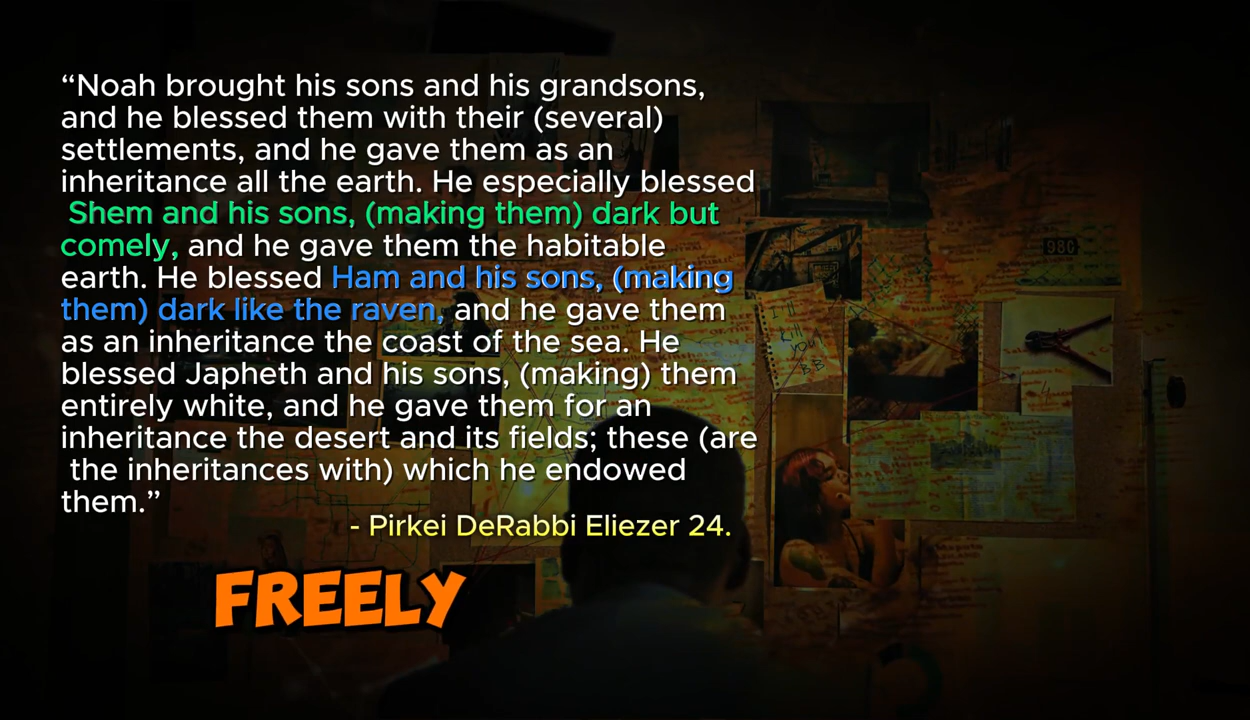 “Noah brought his sons and his grandsons,
and he blessed them with their (several)
settlements, and he gave them as an
inheritance all the earth. He especially blessed
Shem and his sons, (making them) dark but
comely, and he gave them the habitable
earth. He blessed Ham and his sons, (making
them) dark like the raven, and he gave them
as an inheritance the coast of the sea. He
blessed Japheth and his sons, (making) them
entirely white, and he gave them for an
inheritance the desert and its fields; these (are
the inheritances with) which he endowed
them.”
- Pirkei DeRabbi Eliezer 24.
FREELY
980
I'll
Kill
you!
B.B
4